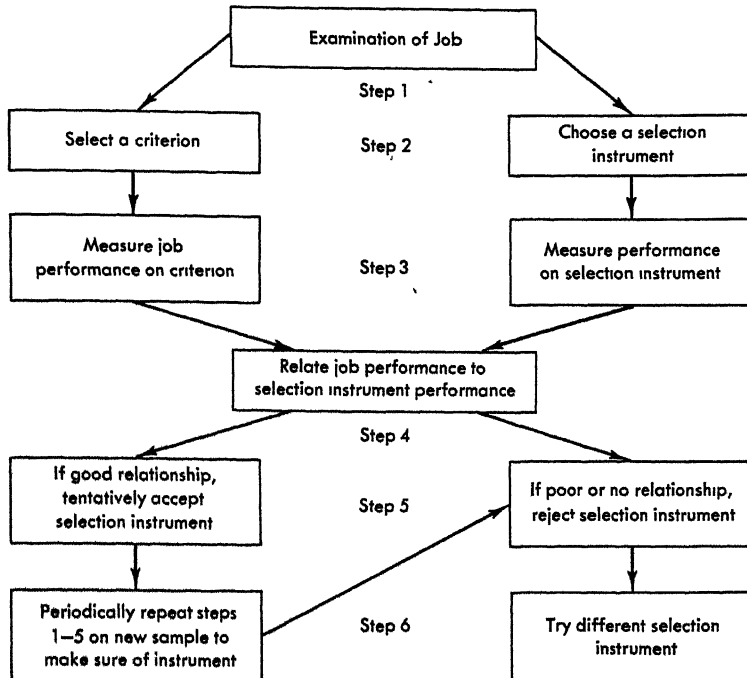 Examination of Job
Step 1
Select a criterion
Step 2
Choose a selection
instrument
Measure job
performance on criterion
Step 3
Measure performance
on selection instrument
Relate job performance to
selection instrument performance
Step 4
If good relationship,
tentatively accept
selection instrument
Step 5
If poor or no relationship,
reject selection instrument
Periodically repeat steps
1–5 on new sample to
make sure of instrument
Step 6
Try different selection
instrument